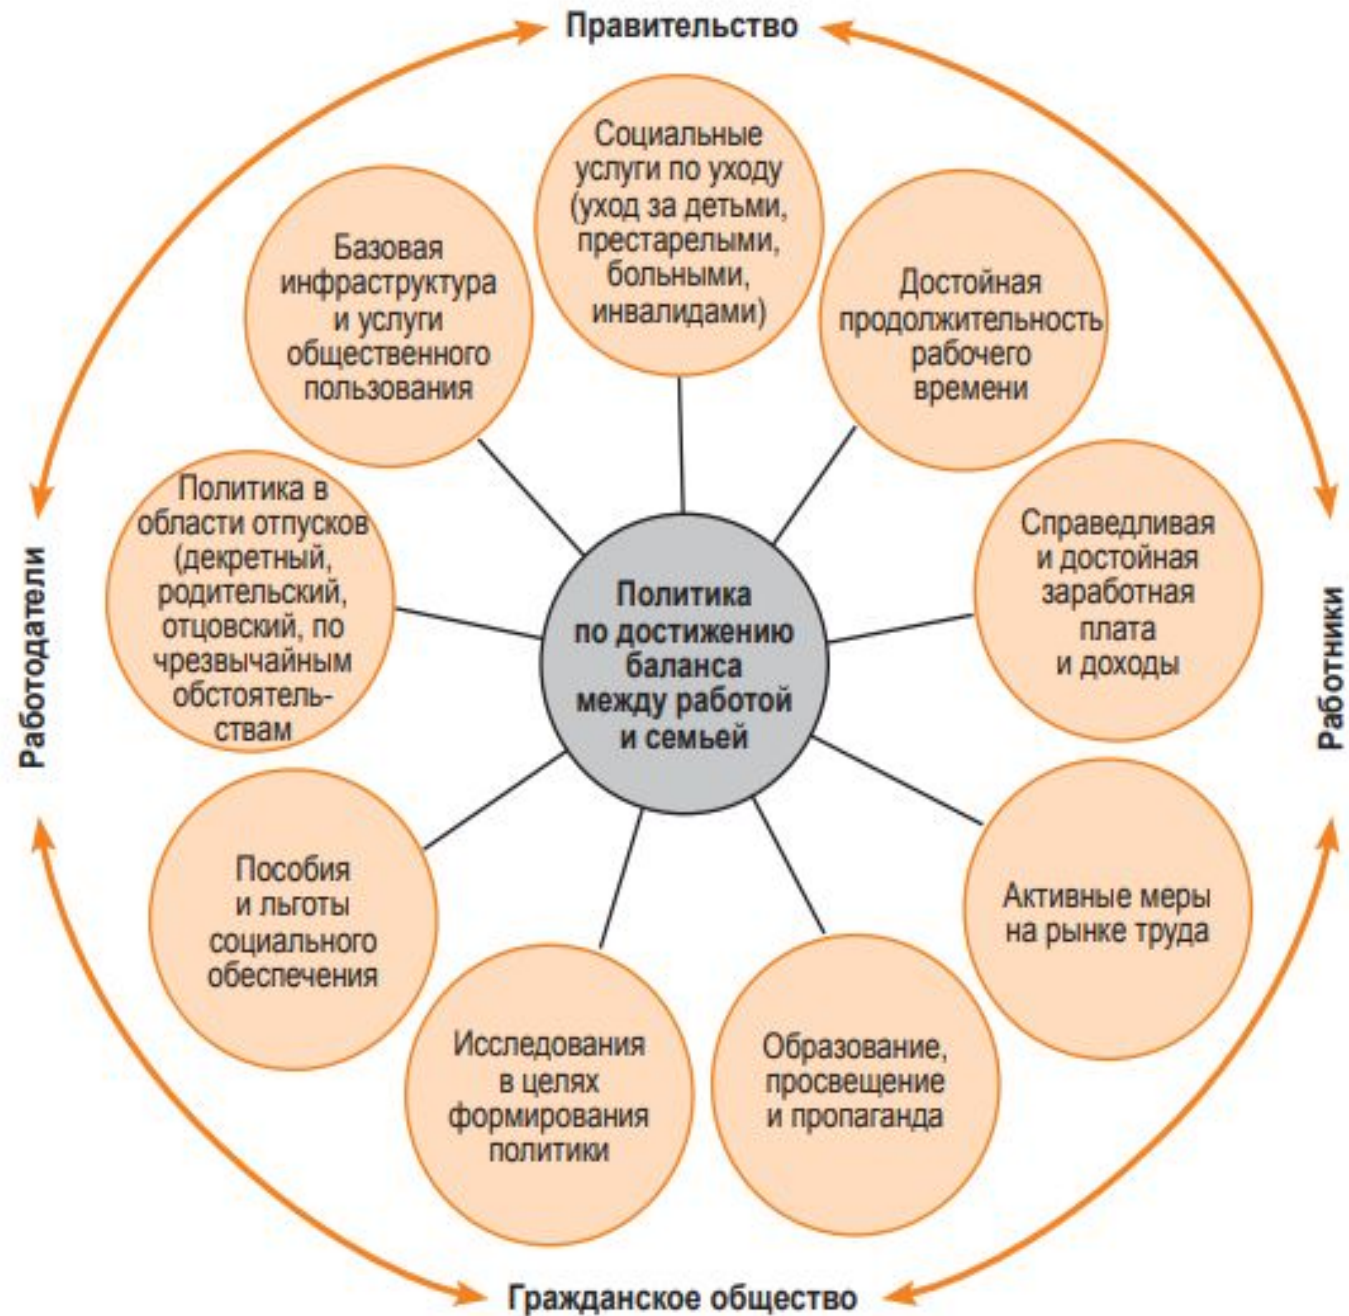 Правительство
Социальные
услуги по уходу
(уход за детьми,
престарелыми,
больными,
инвалидами)
Базовая
инфраструктура
и услуги
общественного
пользования
Достойная
продолжительность
рабочего
времени
Политика в
области отпусков
(декретный,
родительский,
отцовский, по
чрезвычайным
обстоятель-
ствам
Справедливая
и достойная
заработная
плата
и доходы
Работодатели
Политика
по достижению
баланса
между работой
и семьей
Работники
Пособия
и льготы
социального
обеспечения
Активные меры
на рынке труда
Исследования
в целях
формирования
политики
Образование,
просвещение
и пропаганда
Гражданское общество